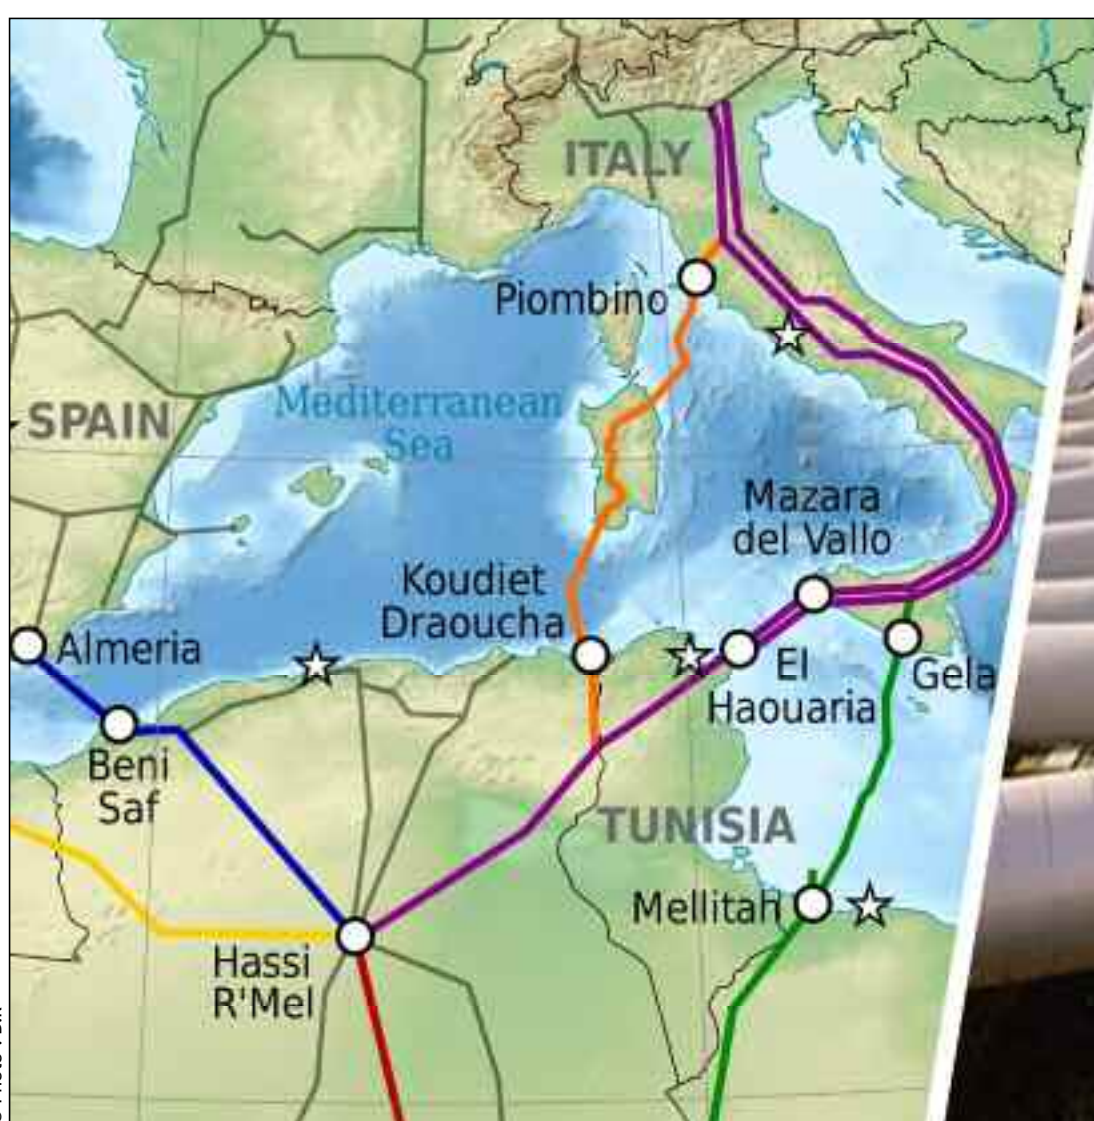 ITALY
Piombino
Mediterranean
Sea
SPAIN
Mazara
del Vallo
Koudiet
Draoucha
Almeria
El
Haouaria
Gela
Beni
Saf
TUNISIA
Mellitah
Hassi
R'Mel